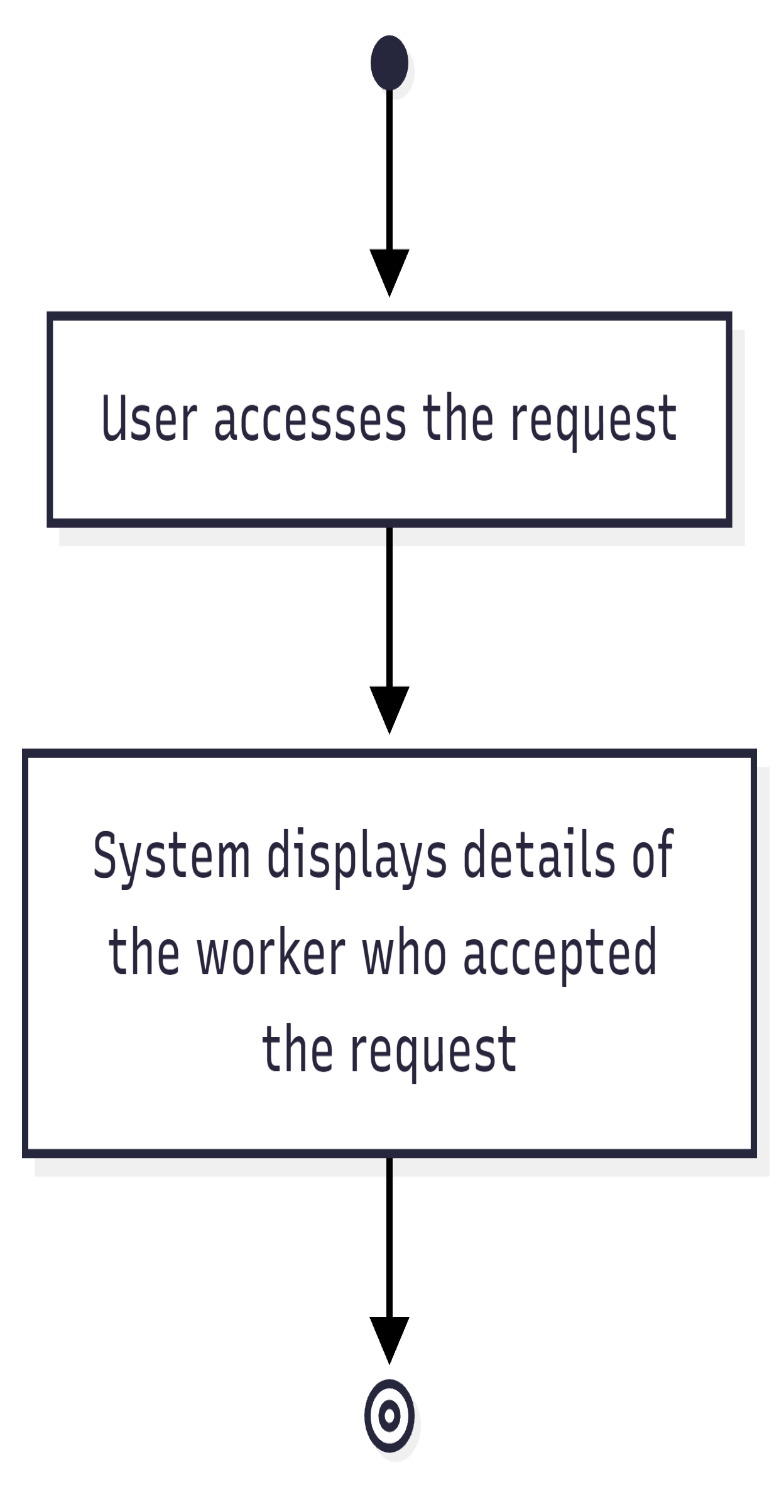 User accesses the request
System displays details of
the worker who accepted
the request